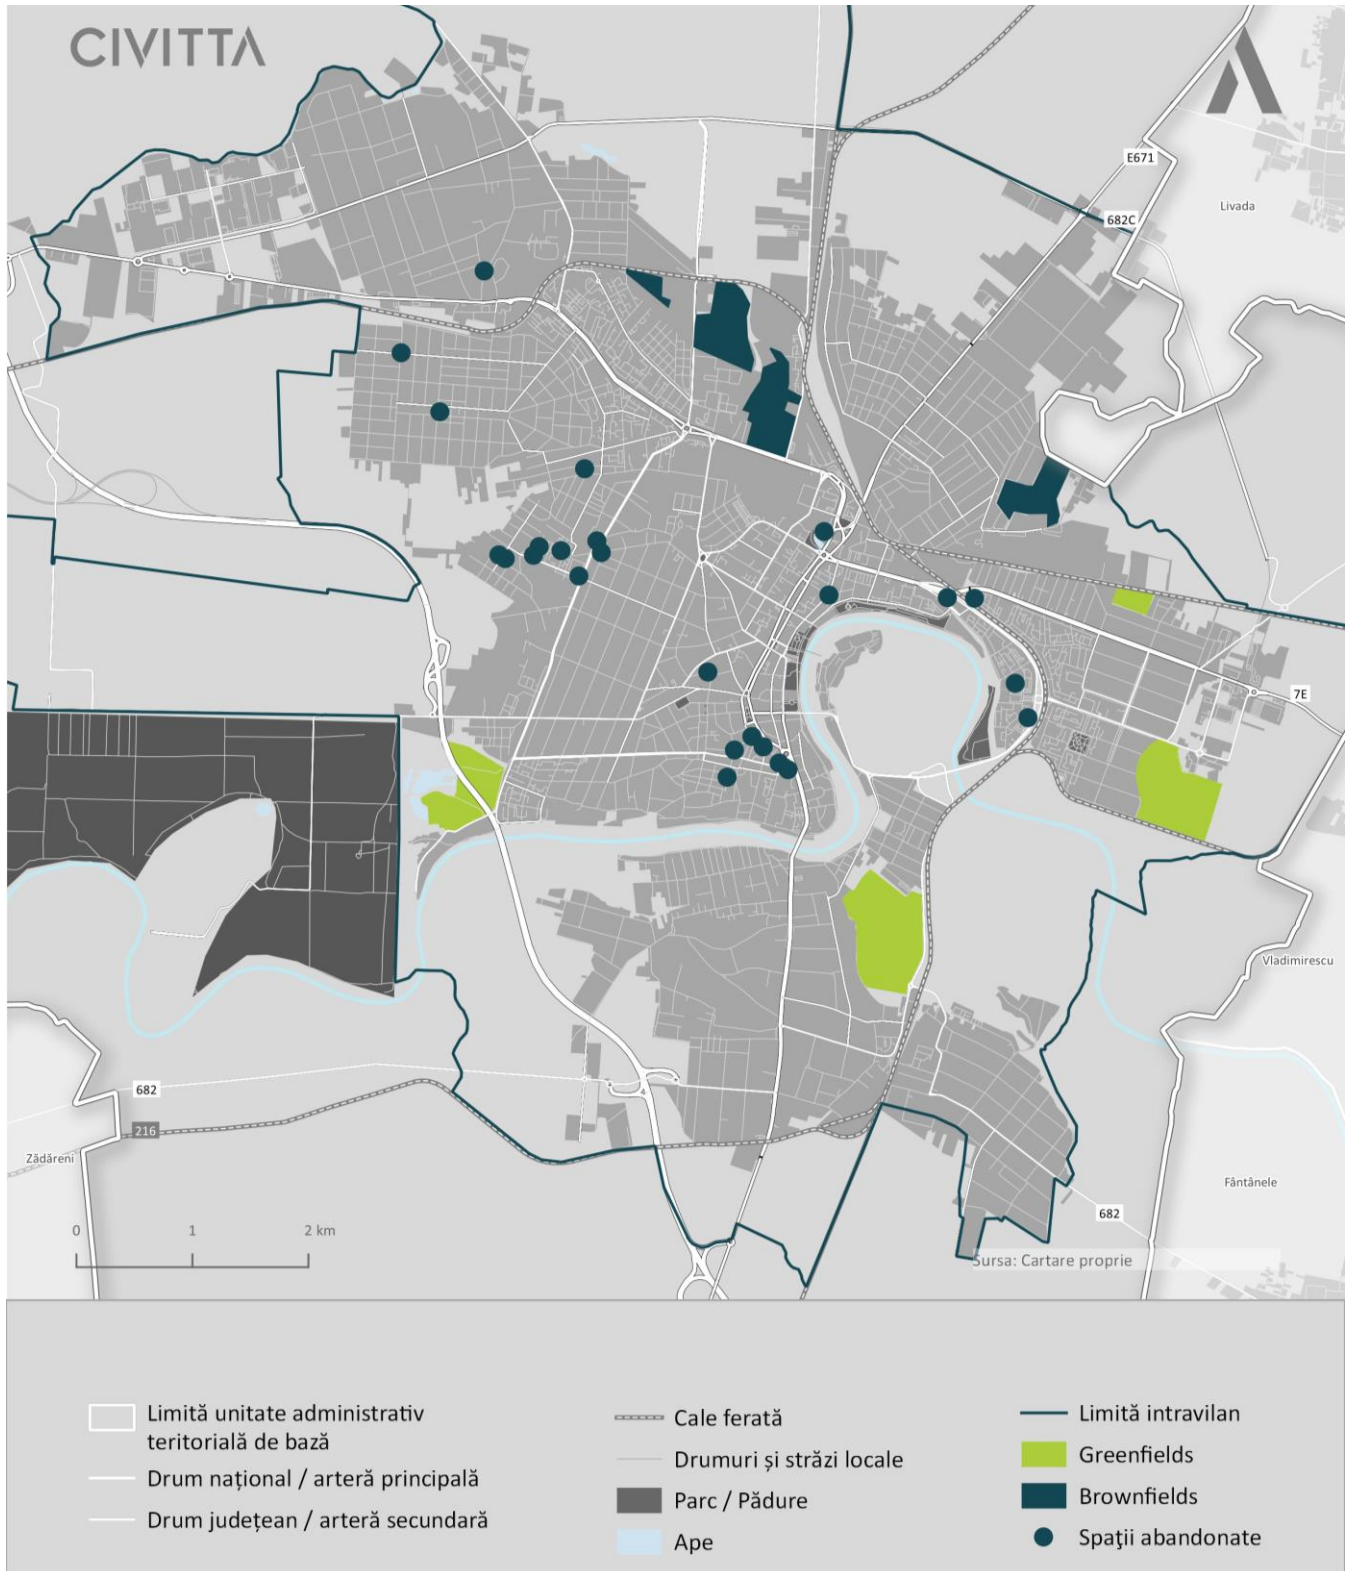 CIVITTA
E671
Livada
682C
7E
Vladimirescu
682
216
Zădăreni
Fântânele
682
0 1 2 km
Sursa: Cartare proprie
Limită unitate administrativ
teritorială de bază
Drum național / arteră principală
Drum județean / arteră secundară
Cale ferată
Drumuri și străzi locale
Parc / Pădure
Ape
Limită intravilan
Greenfields
Brownfields
Spaţii abandonate